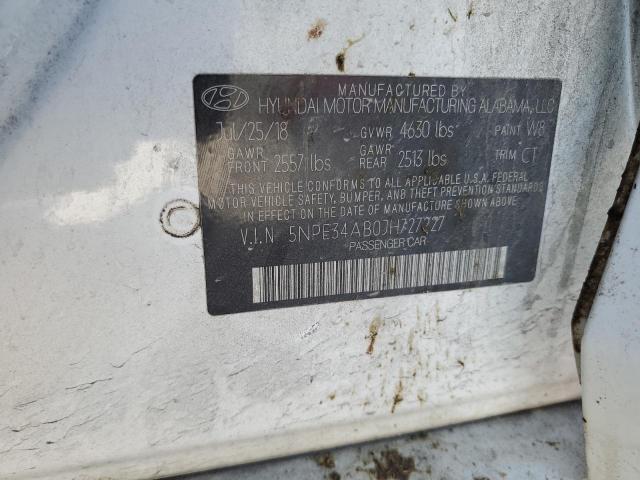 MANUFACTURED BY
HYUNDAI MOTOR MANUFACTURING ALABAMA, LLC
JUl/25/18 GVWR 4630 lbs PAINT W8
GAWR FRONT 2557 lbs GAWR REAR 2513 lbs TRIM CT
THIS VEHICLE CONFORMS TO ALL APPLICABLE U.S.A. FEDERAL
MOTOR VEHICLE SAFETY, BUMPER, AND THEFT PREVENTION STANDARDS
IN EFFECT ON THE DATE OF MANUFACTURE SHOWN ABOVE.
V.I.N 5NPE34AB0JH727327
PASSENGER CAR